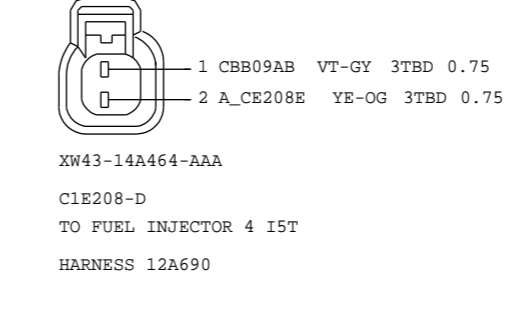 1 CBB09AB VT-GY 3TBD 0.75
2 A_CE208E YE-OG 3TBD 0.75
XW43-14A464-AAA
C1E208-D
TO FUEL INJECTOR 4 I5T
HARNESS 12A690